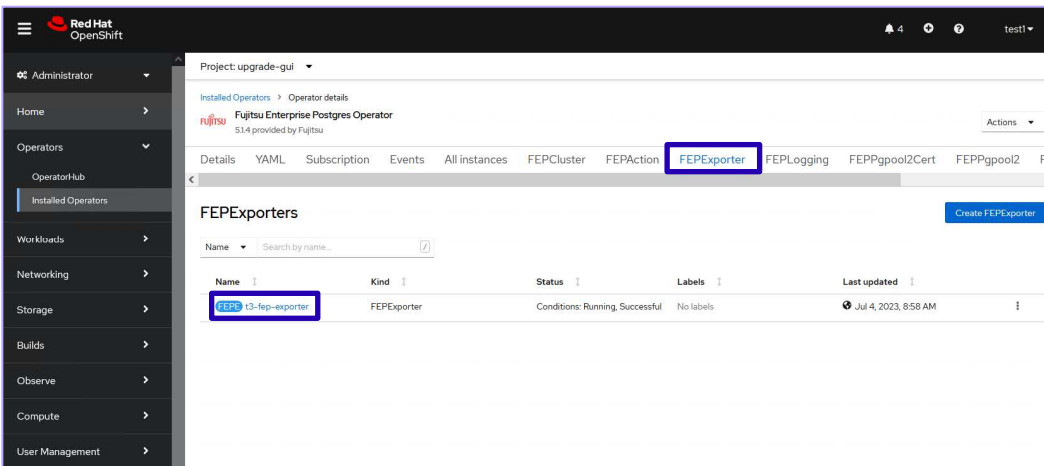 Red Hat
OpenShift
4
test1
Administrator
Home
Operators
OperatorHub
Installed Operators
Workloads
Networking
Storage
Builds
Observe
Compute
User Management
Project: upgrade-gui
Installed Operators > Operator details
FUJITSU
Fujitsu Enterprise Postgres Operator
5.1.4 provided by Fujitsu
Actions
Details YAML Subscription Events All instances FEPCluster FEPAction FEPExporter FEPLogging FEPPgpool2Cert FEPPgpool2 F
FEPExporters
Create FEPExporter
Name Search by name... /
Name Kind Status Labels Last updated
FEPE t3-fep-exporter FEPExporter Conditions: Running, Successful No labels Jul 4, 2023, 8:58 AM